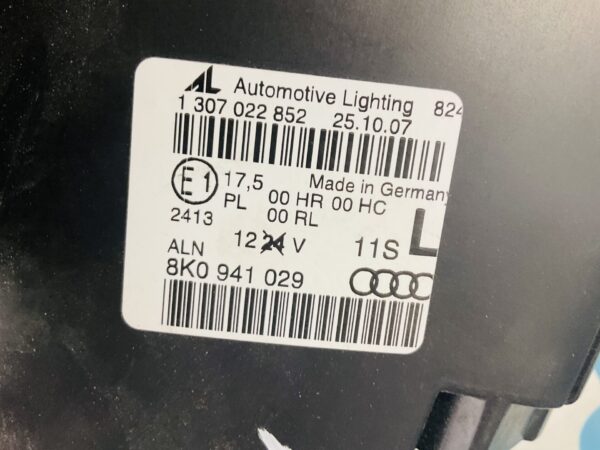 AL Automotive Lighting 824
1 307 022 852 25.10.07
E1 17,5 Made in Germany
PL 00 HR 00 HC
2413 00 RL
12 24 V 11S L
ALN
8K0 941 029